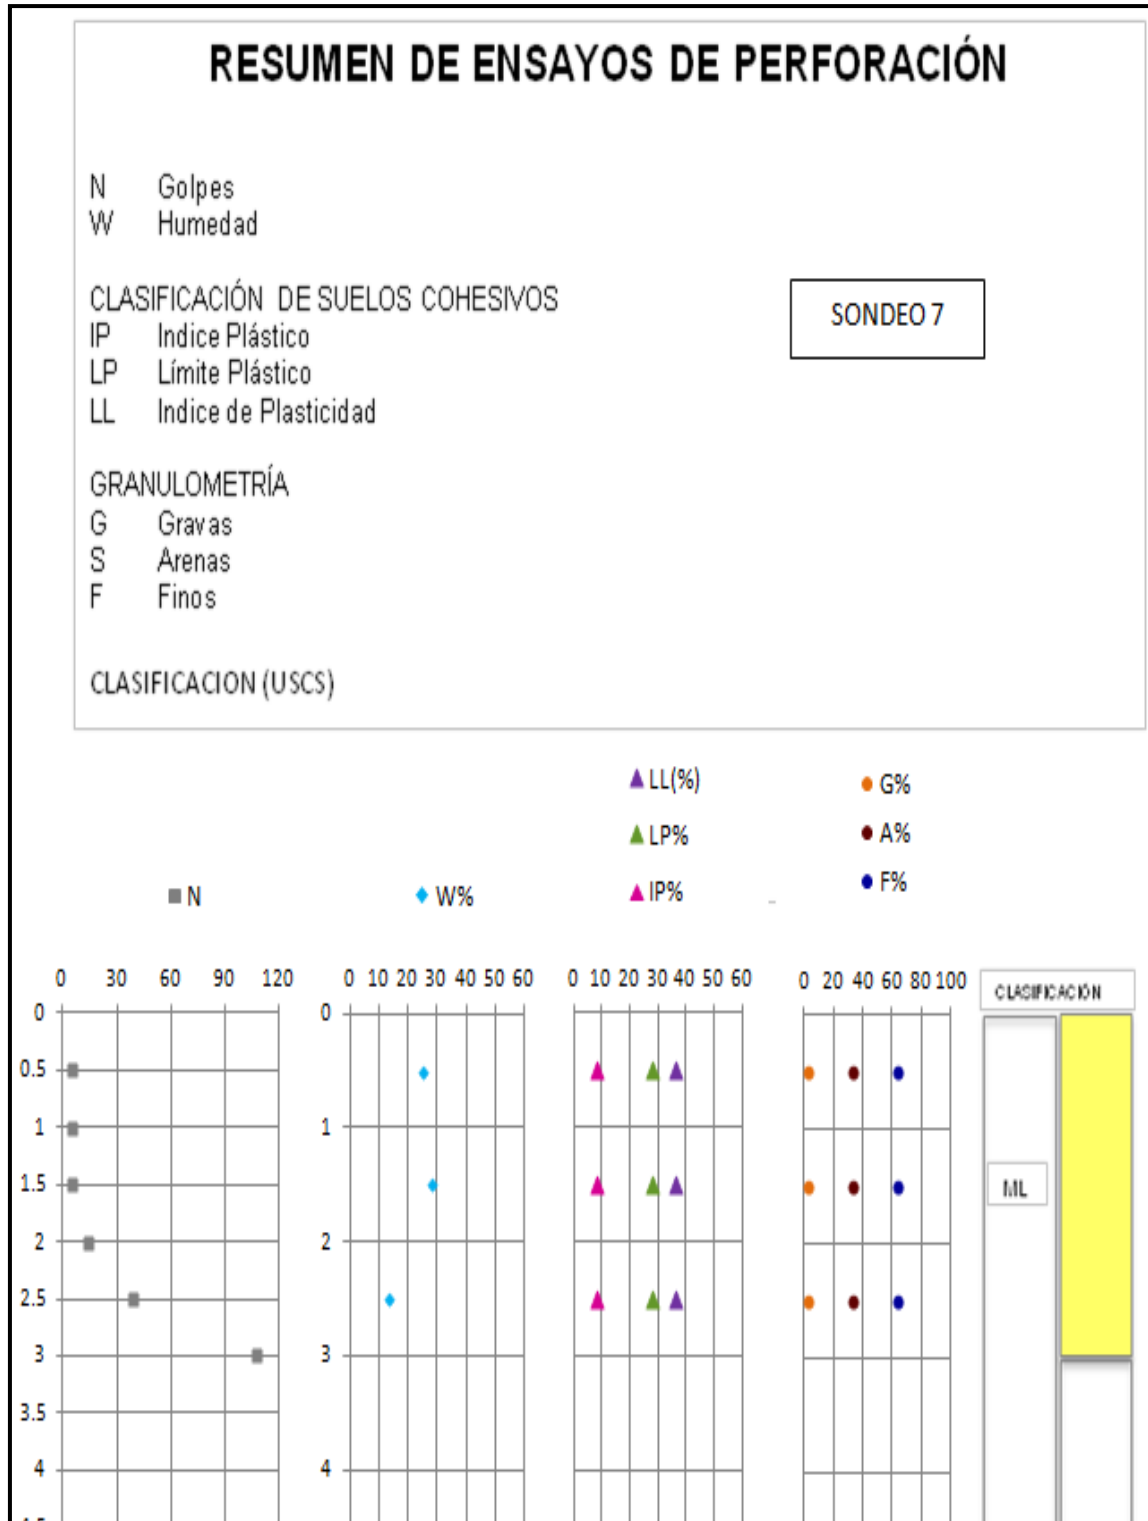 RESUMEN DE ENSAYOS DE PERFORACIÓN
N Golpes
W Humedad
CLASIFICACIÓN DE SUELOS COHESIVOS
IP Indice Plástico
LP Límite Plástico
LL Indice de Plasticidad
SONDEO 7
GRANULOMETRÍA
G Gravas
S Arenas
F Finos
CLASIFICACION (USCS)
N
W%
LL(%)
LP%
IP%
G%
A%
F%
0 30 60 90 120
0
0.5
1
1.5
2
2.5
3
3.5
4
0 10 20 30 40 50 60
0
1
2
3
4
0 10 20 30 40 50 60
0 20 40 60 80 100
CLASIFICACION
ML